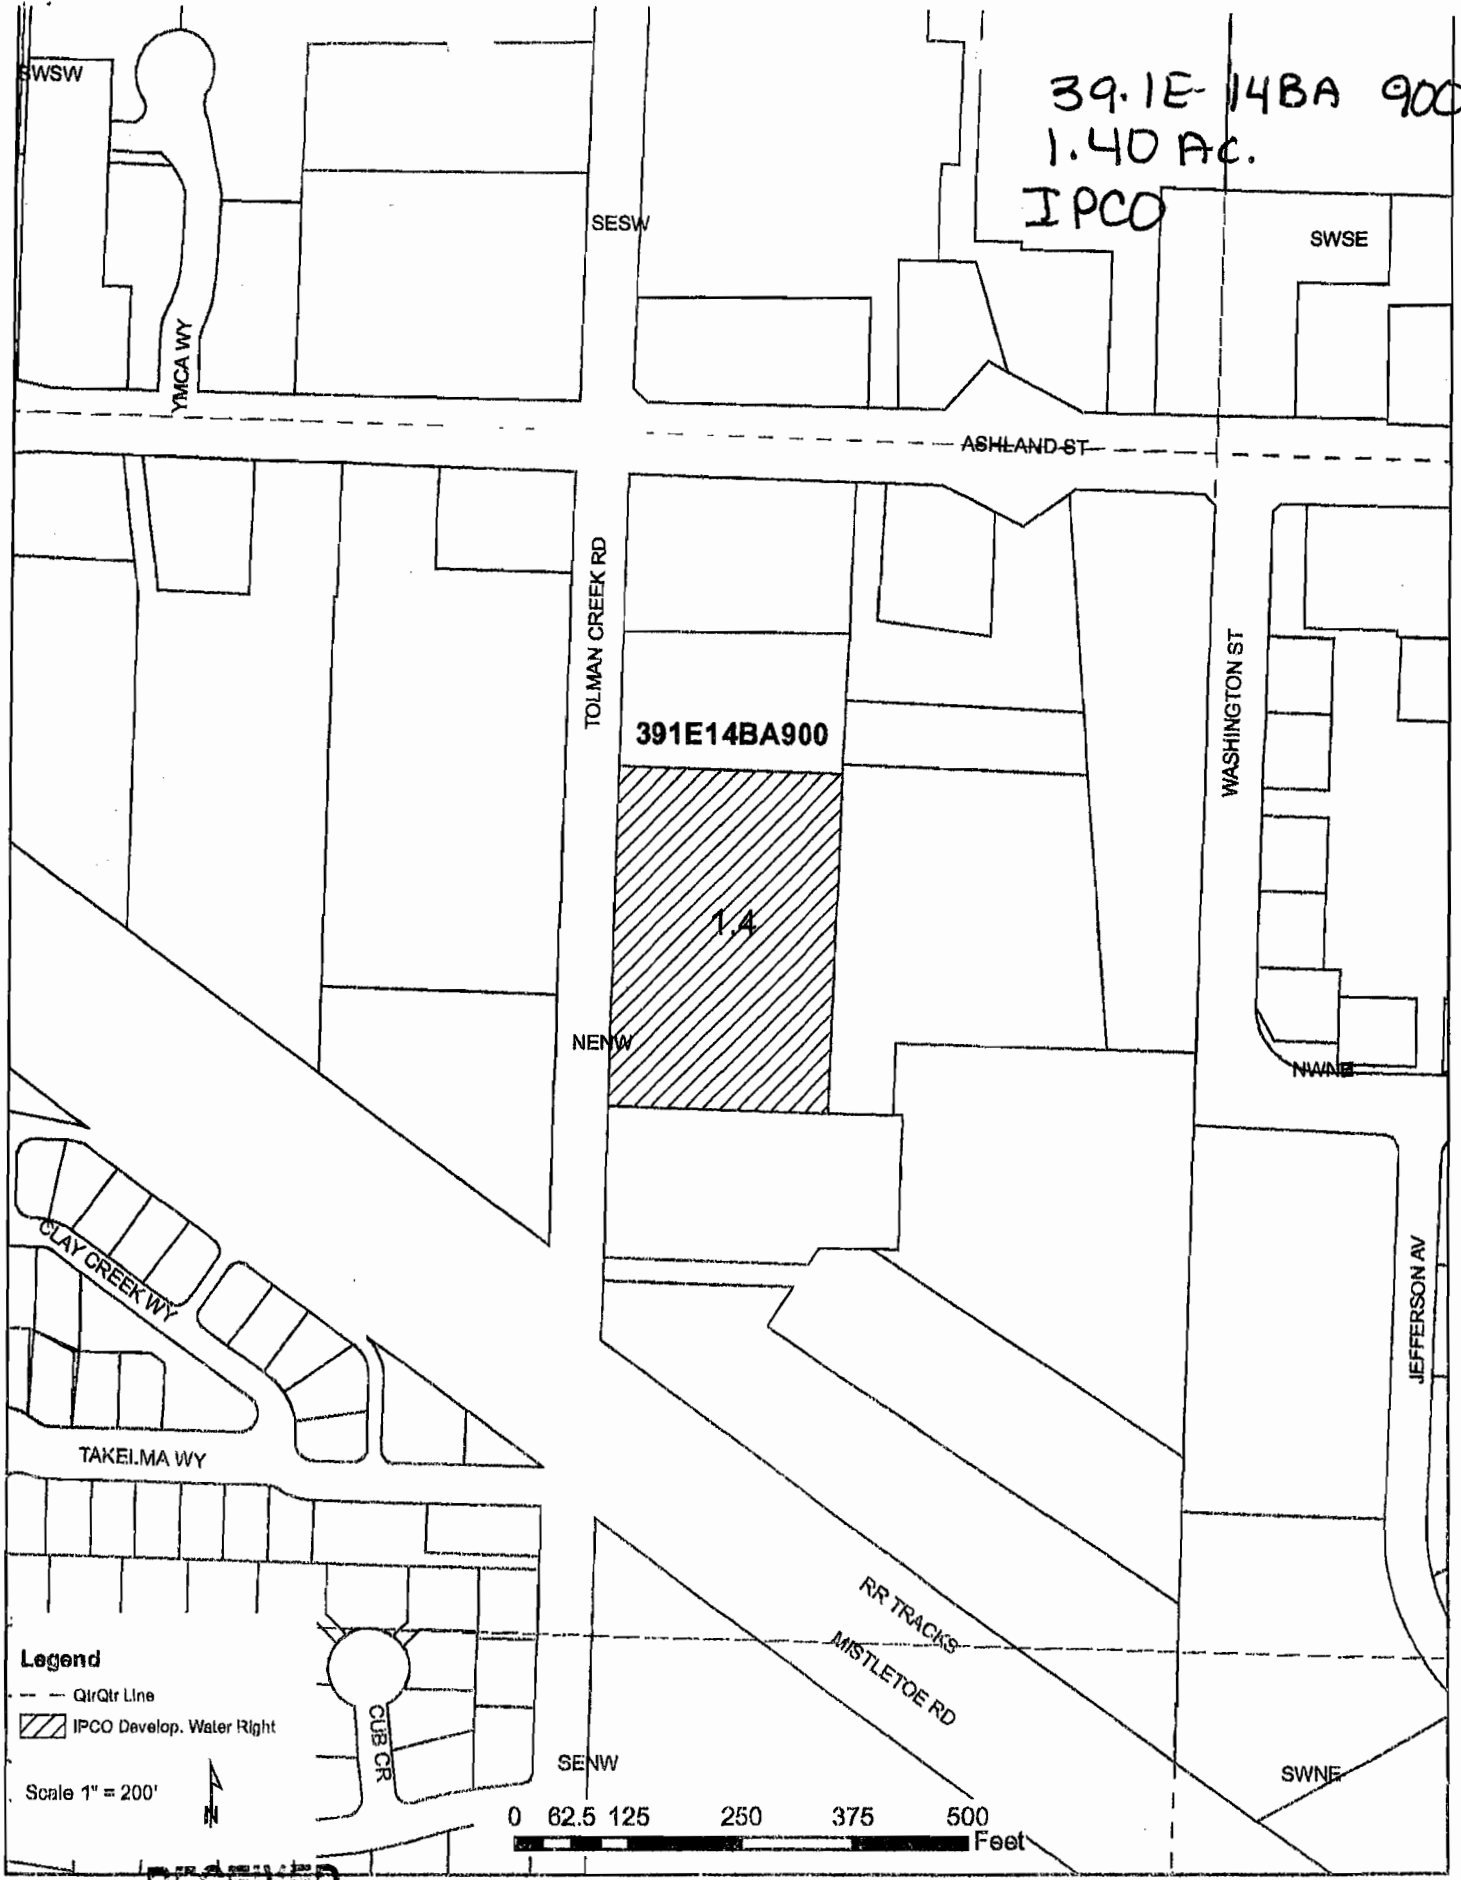 SWSW
39.1E-14BA 900
1.40 Ac.
IPCO
SESW
SWSE
YMCA WY
ASHLAND ST
TOLMAN CREEK RD
WASHINGTON ST
391E14BA900
1.4
NENW
NWNE
CLAY CREEK WY
JEFFERSON AV
TAKELMA WY
RR TRACKS
MISTLETOE RD
Legend
QtrQtr Line
IPCO Develop. Water Right
CUB CR
SENW
SWNE
Scale 1" = 200'
N
0 62.5 125 250 375 500
Feet